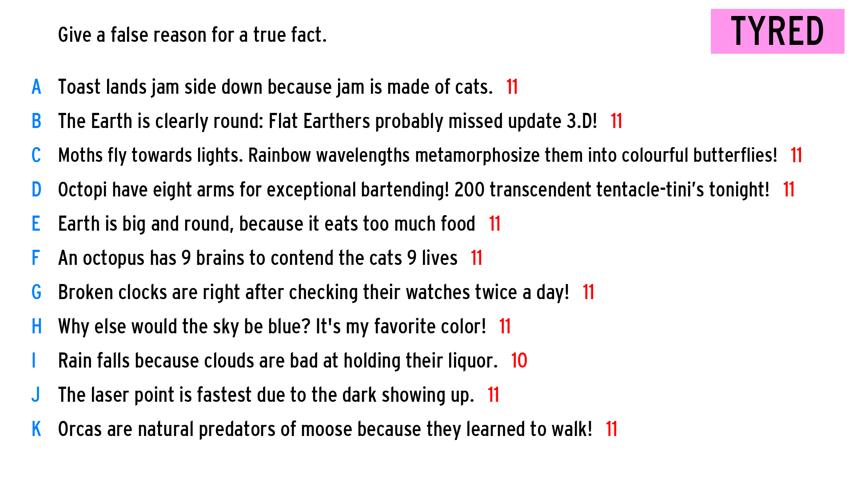 Give a false reason for a true fact.
TYRED
A Toast lands jam side down because jam is made of cats. 11
B The Earth is clearly round: Flat Earthers probably missed update 3.D! 11
C Moths fly towards lights. Rainbow wavelengths metamorphosize them into colourful butterflies! 11
D Octopi have eight arms for exceptional bartending! 200 transcendent tentacle-tini's tonight! 11
E Earth is big and round, because it eats too much food 11
F An octopus has 9 brains to contend the cats 9 lives 11
G Broken clocks are right after checking their watches twice a day! 11
H Why else would the sky be blue? It's my favorite color! 11
I Rain falls because clouds are bad at holding their liquor. 10
J The laser point is fastest due to the dark showing up. 11
K Orcas are natural predators of moose because they learned to walk! 11